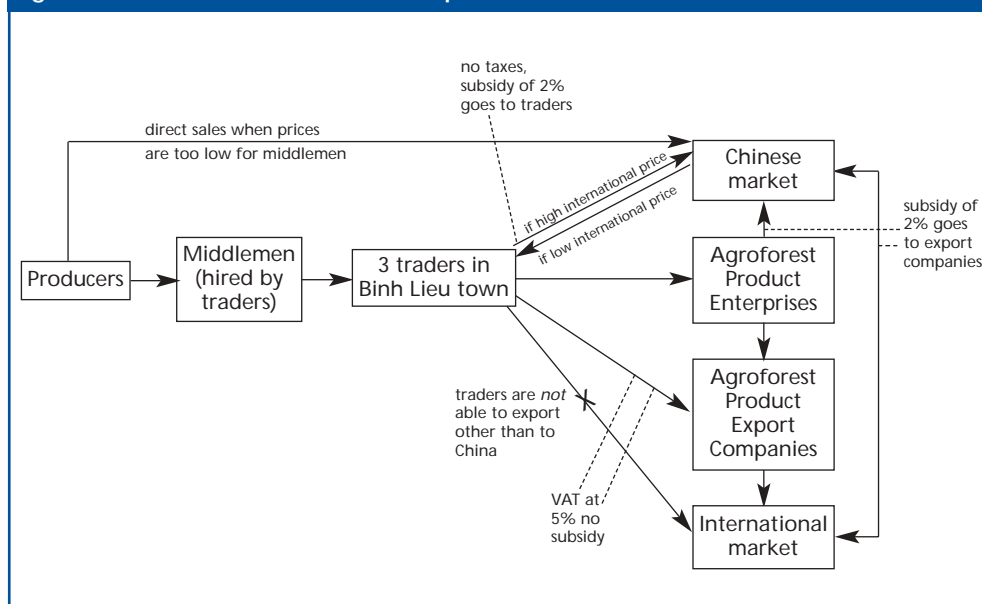 no taxes,
subsidy of 2%
goes to traders
direct sales when prices
are too low for middlemen
Chinese
market
if high international price
if low international price
subsidy of
2% goes
to export
companies
Producers
Middlemen
(hired by
traders)
3 traders in
Binh Lieu town
Agroforest
Product
Enterprises
Agroforest
Product
Export
Companies
traders are not
able to export
other than to
China
VAT at
5% no
subsidy
International
market